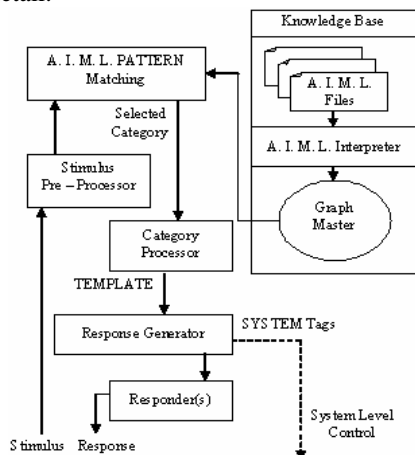 Knowledge Base
A. I. M. L. PATTERN
Matching
A. I. M. L.
Files
Selected
Category
A. I. M. L. Interpreter
Stimulus
Pre – Processor
Graph
Master
Category
Processor
TEMPLATE
Response Generator
SYSTEM Tags
Responder(s)
System Level
Control
Stimulus Response